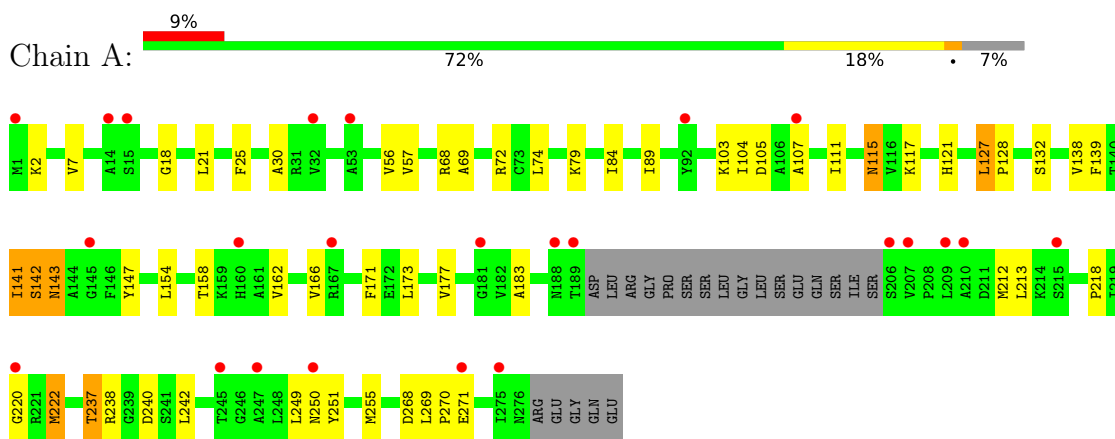 9%
Chain A:
72% 18% • 7%
M1 K2 V7 A14 S15 G18 L21 F25 A30 R31 V32 A53 V56 V57 R68 A69 R72 C73 L74 K79 I84 I89 Y92 K103 I104 D105 A106 A107 I111 N115 V116 K117 H121 L127 P128 S132 V138 F139 T140
I141 S142 N143 A144 G145 F146 Y147 L154 T158 K159 H160 A161 V162 V166 R167 F171 E172 L173 V177 G181 V182 A183 N188 T189 ASP LEU ARG GLY PRO SER SER LEU GLY LEU SER GLU GLN SER ILE SER S206 V207 P208 L209 A210 D211 M212 L213 K214 S215 P218 I219
G220 R221 M222 T237 R238 G239 D240 S241 L242 T245 G246 A247 L248 L249 N250 Y251 M255 D268 L269 P270 E271 I275 N276 ARG GLU GLY GLN GLU